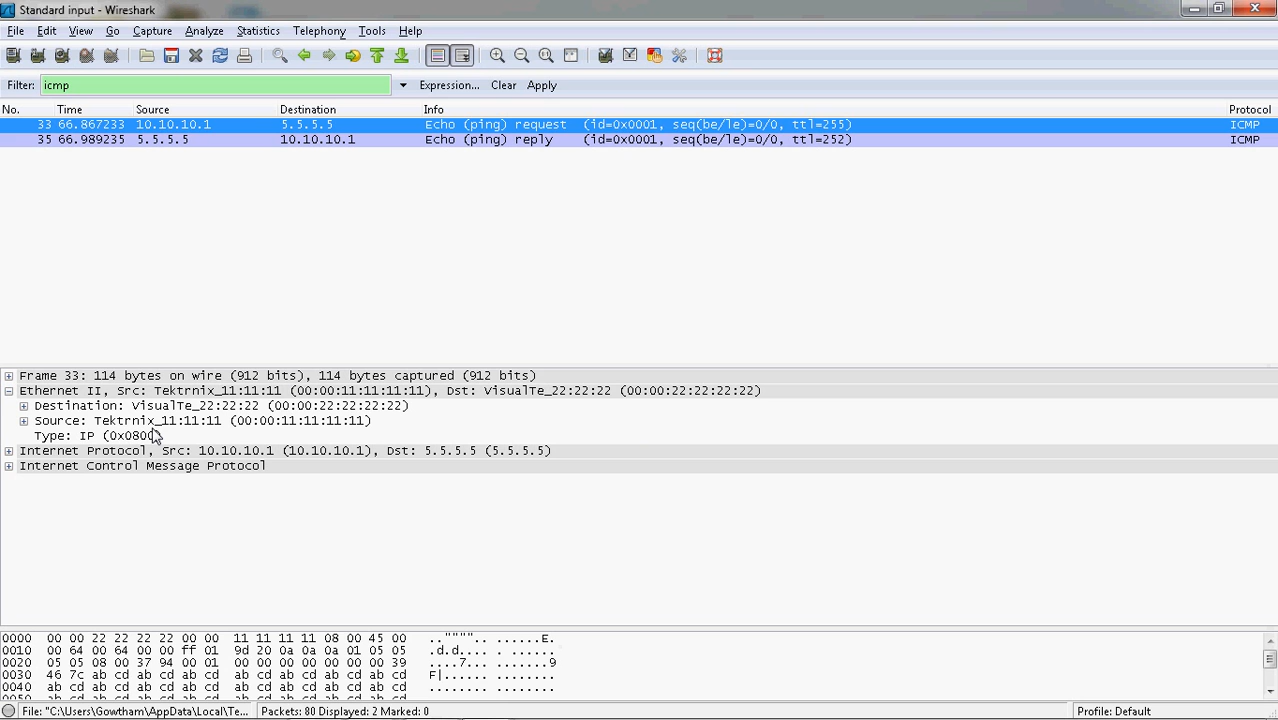 Standard input - Wireshark
File Edit View Go Capture Analyze Statistics Telephony Tools Help
Filter: icmp Expression... Clear Apply
No. Time Source Destination Info Protocol
33 66.867233 10.10.10.1 5.5.5.5 Echo (ping) request (id=0x0001, seq(be/le)=0/0, ttl=255) ICMP
35 66.989235 5.5.5.5 10.10.10.1 Echo (ping) reply (id=0x0001, seq(be/le)=0/0, ttl=252) ICMP
Frame 33: 114 bytes on wire (912 bits), 114 bytes captured (912 bits)
Ethernet II, Src: Tektrnix_11:11:11 (00:00:11:11:11:11), Dst: VisualTe_22:22:22 (00:00:22:22:22:22)
Destination: VisualTe_22:22:22 (00:00:22:22:22:22)
Source: Tektrnix_11:11:11 (00:00:11:11:11:11)
Type: IP (0x0800)
Internet Protocol, Src: 10.10.10.1 (10.10.10.1), Dst: 5.5.5.5 (5.5.5.5)
Internet Control Message Protocol
0000 00 00 22 22 22 22 00 00 11 11 11 11 08 00 45 00 .."""".. ......E.
0010 00 64 00 64 00 00 ff 01 9d 20 0a 0a 0a 01 05 05 .d.d.... . ......
0020 05 05 08 00 37 94 00 01 00 00 00 00 00 00 00 39 ....7... .......9
0030 46 7c ab cd ab cd ab cd ab cd ab cd ab cd ab cd F|...... ........
0040 ab cd ab cd ab cd ab cd ab cd ab cd ab cd ab cd ........ ........
File: "C:\Users\Gowtham\AppData\Local\Te... Packets: 80 Displayed: 2 Marked: 0 Profile: Default